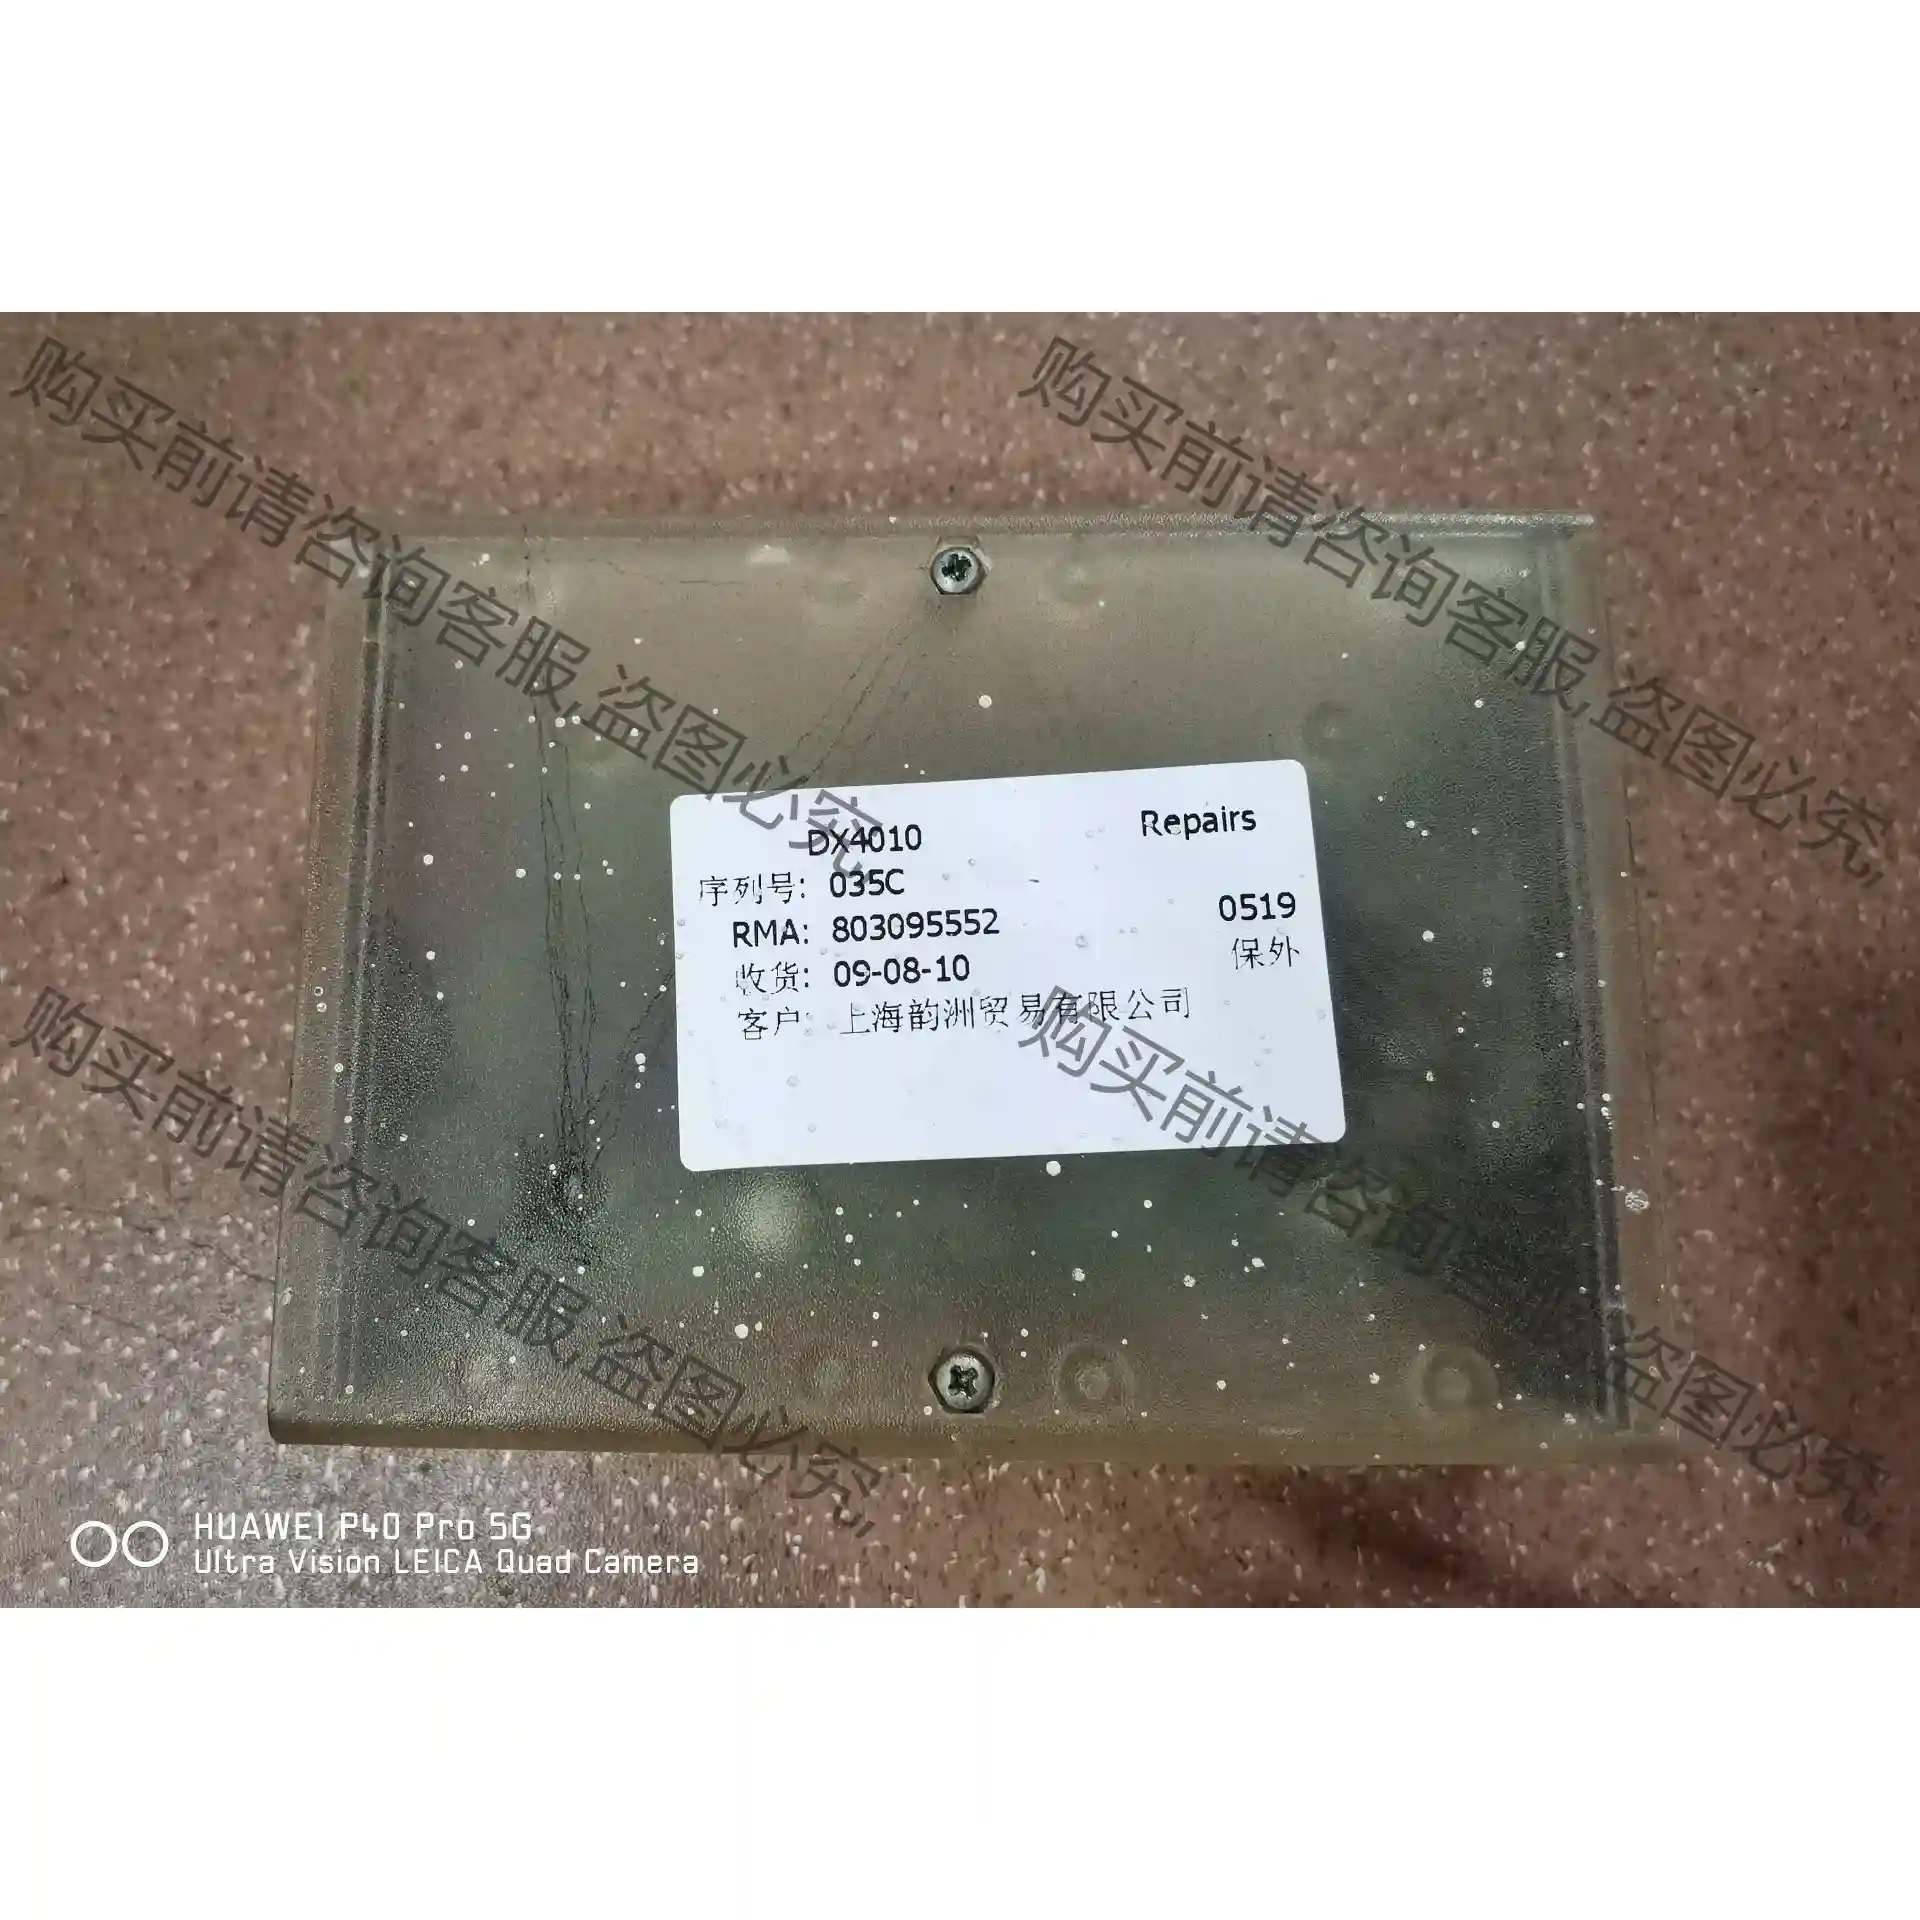 购买前请咨询客服,盗图必究,
购买前请咨询客服,盗图必究,
DX4010 Repairs
序列号: 035C
RMA: 803095552 0519
收货: 09-08-10 保外
客户: 上海韵洲贸易有限公司
购买前请咨询客服,盗图必究,
购买前请咨询客服,盗图必究,
HUAWEI P40 Pro 5G
Ultra Vision LEICA Quad Camera